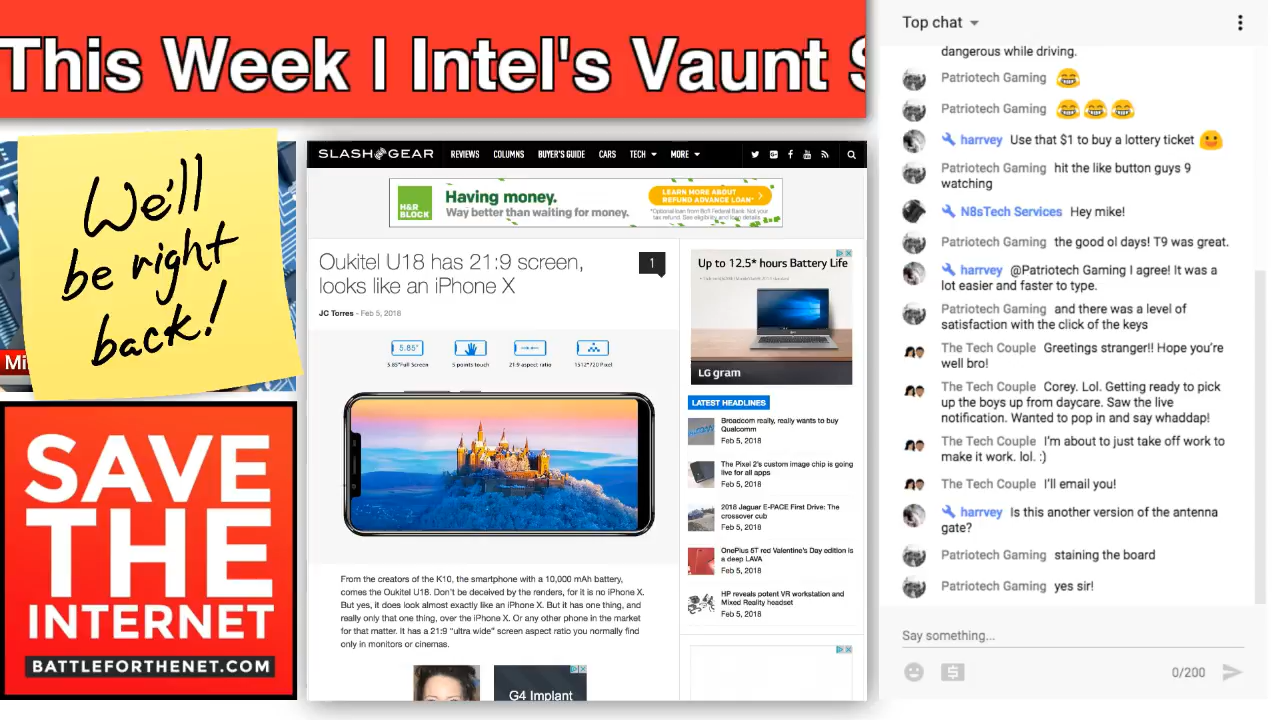 This Week | Intel's Vaunt
We'll
be right
back!
Mi
SAVE
THE
INTERNET
BATTLEFORTHENET.COM
SLASHGEAR
REVIEWS
COLUMNS
BUYER'S GUIDE
CARS
TECH
MORE
H&R
BLOCK
Having money.
Way better than waiting for money.
LEARN MORE ABOUT
REFUND ADVANCE LOAN*
Oukitel U18 has 21:9 screen,
looks like an iPhone X
1
JC Torres - Feb 5, 2018
5.85"
5.85"Full Screen
5 points touch
21:9 aspect ratio
1512*720 Pixel
From the creators of the K10, the smartphone with a 10,000 mAh battery,
comes the Oukitel U18. Don't be deceived by the renders, for it is no iPhone X.
But yes, it does look almost exactly like an iPhone X. But it has one thing, and
really only that one thing, over the iPhone X. Or any other phone in the market
for that matter. It has a 21:9 "ultra wide" screen aspect ratio you normally find
only in monitors or cinemas.
G4 Implant
Up to 12.5* hours Battery Life
LG gram
LATEST HEADLINES
Broadcom really, really wants to buy
Qualcomm
Feb 5, 2018
The Pixel 2's custom image chip is going
live for all apps
Feb 5, 2018
2018 Jaguar E-PACE First Drive: The
crossover cub
Feb 5, 2018
OnePlus 5T red Valentine's Day edition is
a deep LAVA
Feb 5, 2018
HP reveals potent VR workstation and
Mixed Reality headset
Feb 5, 2018
Top chat
dangerous while driving.
Patriotech Gaming 😂
Patriotech Gaming 😂😂😂
harrvey Use that $1 to buy a lottery ticket
Patriotech Gaming hit the like button guys 9
watching
N8sTech Services Hey mike!
Patriotech Gaming the good ol days! T9 was great.
harrvey @Patriotech Gaming I agree! It was a
lot easier and faster to type.
Patriotech Gaming and there was a level of
satisfaction with the click of the keys
The Tech Couple Greetings stranger!! Hope you're
well bro!
The Tech Couple Corey. Lol. Getting ready to pick
up the boys up from daycare. Saw the live
notification. Wanted to pop in and say whaddap!
The Tech Couple I'm about to just take off work to
make it work. lol. :)
The Tech Couple I'll email you!
harrvey Is this another version of the antenna
gate?
Patriotech Gaming staining the board
Patriotech Gaming yes sir!
Say something...
0/200